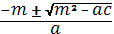 (-m ± √(m² − ac)) / a